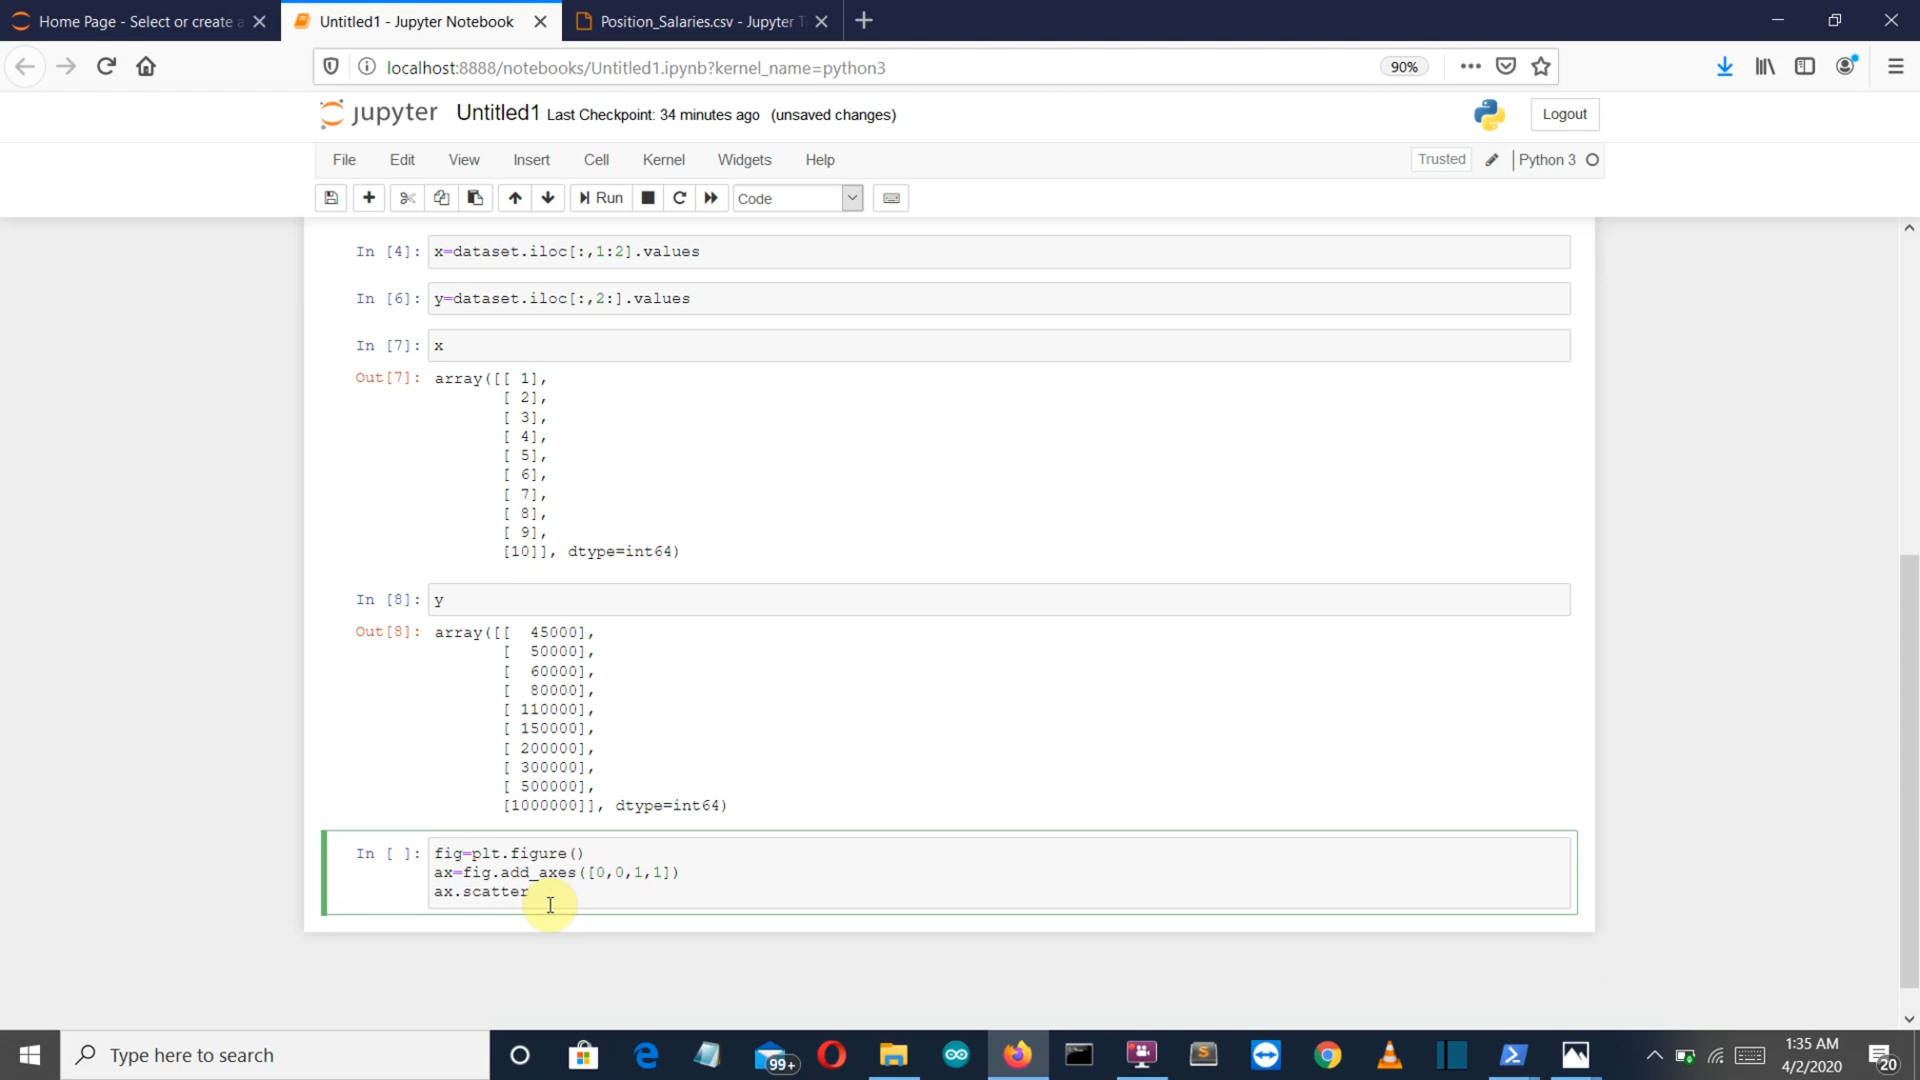 Home Page - Select or create a
Untitled1 - Jupyter Notebook
Position_Salaries.csv - Jupyter T
localhost:8888/notebooks/Untitled1.ipynb?kernel_name=python3
90%
jupyter Untitled1 Last Checkpoint: 34 minutes ago (unsaved changes)
Logout
File Edit View Insert Cell Kernel Widgets Help
Trusted
Python 3
Run
Code
In [4]: x=dataset.iloc[:,1:2].values
In [6]: y=dataset.iloc[:,2:].values
In [7]: x
Out[7]: array([[ 1],
[ 2],
[ 3],
[ 4],
[ 5],
[ 6],
[ 7],
[ 8],
[ 9],
[10]], dtype=int64)
In [8]: y
Out[8]: array([[ 45000],
[ 50000],
[ 60000],
[ 80000],
[ 110000],
[ 150000],
[ 200000],
[ 300000],
[ 500000],
[1000000]], dtype=int64)
In [ ]: fig=plt.figure()
ax=fig.add_axes([0,0,1,1])
ax.scatter
Type here to search
99+
1:35 AM
4/2/2020
20